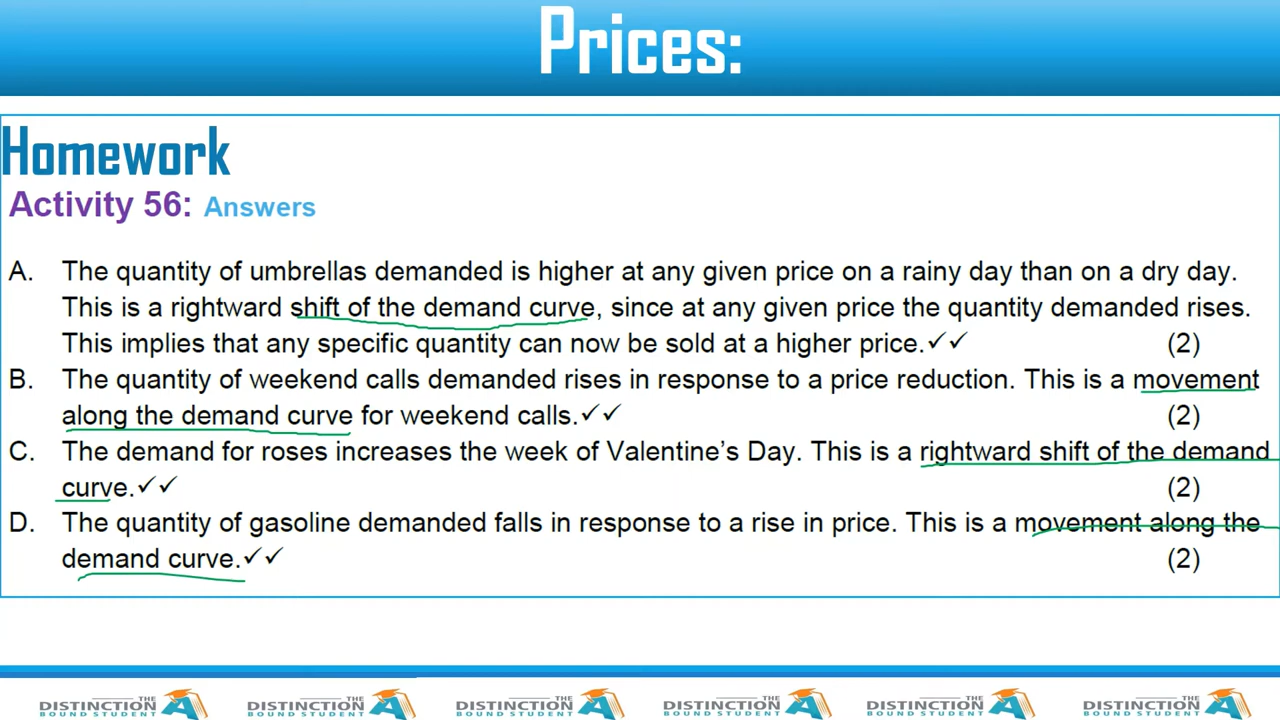 Prices:
Homework
Activity 56: Answers
A. The quantity of umbrellas demanded is higher at any given price on a rainy day than on a dry day.
This is a rightward shift of the demand curve, since at any given price the quantity demanded rises.
This implies that any specific quantity can now be sold at a higher price.✓✓ (2)
B. The quantity of weekend calls demanded rises in response to a price reduction. This is a movement
along the demand curve for weekend calls.✓✓ (2)
C. The demand for roses increases the week of Valentine’s Day. This is a rightward shift of the demand
curve.✓✓ (2)
D. The quantity of gasoline demanded falls in response to a rise in price. This is a movement along the
demand curve.✓✓ (2)
THE DISTINCTION BOUND STUDENT A THE DISTINCTION BOUND STUDENT A THE DISTINCTION BOUND STUDENT A THE DISTINCTION BOUND STUDENT A THE DISTINCTION BOUND STUDENT A THE DISTINCTION BOUND STUDENT A